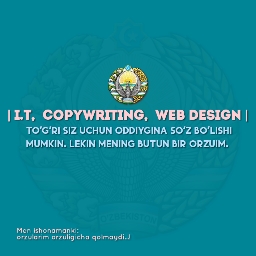 | I.T, COPYWRITING, WEB DESIGN |
TO'G'RI SIZ UCHUN ODDIYGINA SO'Z BO'LISHI
MUMKIN. LEKIN MENING BUTUN BIR ORZUIM.
Men ishonamanki:
orzularim orzuligicha qolmaydi..!